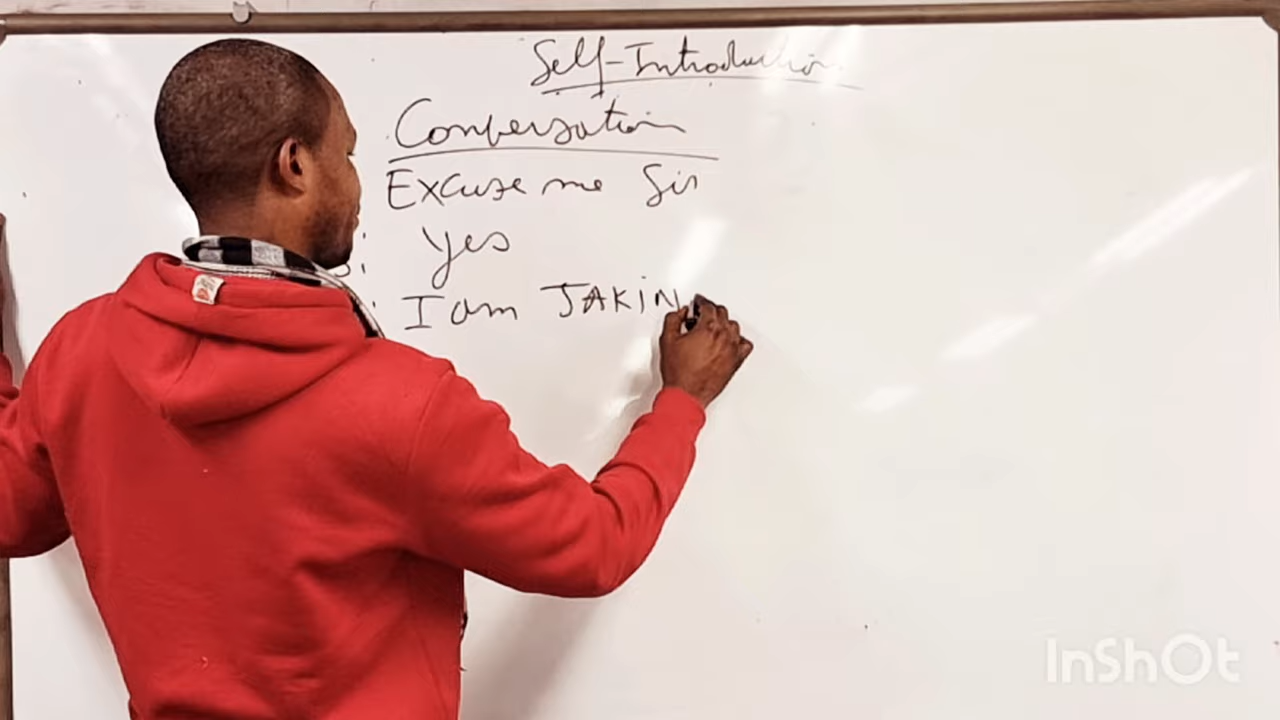 Self-Introduction
Conversation
Excuse me Sir
: Yes
: I am JAKIN
InShOt